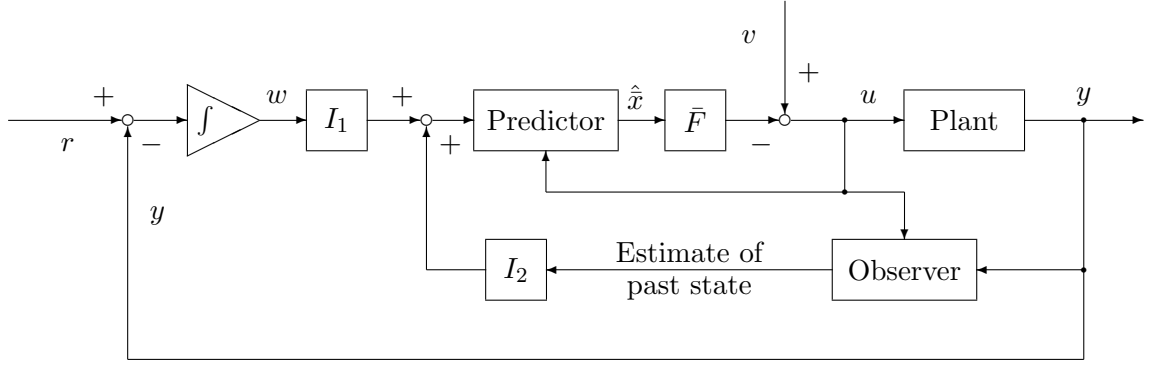 v
+
+
∫
w
I₁
+
Predictor
x̄̂
F̄
u
Plant
y
r
−
+
−
y
I₂
Estimate of
past state
Observer